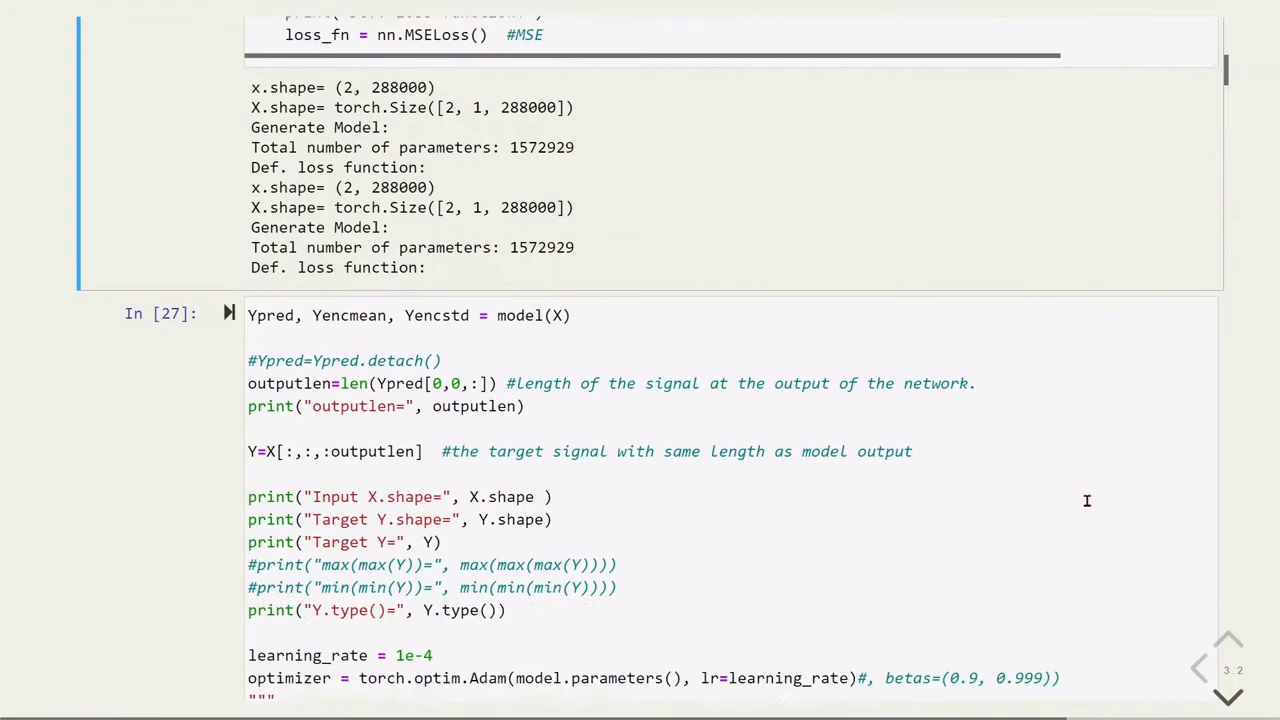 loss_fn = nn.MSELoss()  #MSE
x.shape= (2, 288000)
X.shape= torch.Size([2, 1, 288000])
Generate Model:
Total number of parameters: 1572929
Def. loss function:
x.shape= (2, 288000)
X.shape= torch.Size([2, 1, 288000])
Generate Model:
Total number of parameters: 1572929
Def. loss function:
In [27]:
Ypred, Yencmean, Yencstd = model(X)
#Ypred=Ypred.detach()
outputlen=len(Ypred[0,0,:]) #length of the signal at the output of the network.
print("outputlen=", outputlen)
Y=X[:,:,:outputlen]  #the target signal with same length as model output
print("Input X.shape=", X.shape )
print("Target Y.shape=", Y.shape)
print("Target Y=", Y)
#print("max(max(Y))=", max(max(max(Y))))
#print("min(min(Y))=", min(min(min(Y))))
print("Y.type()=", Y.type())
learning_rate = 1e-4
optimizer = torch.optim.Adam(model.parameters(), lr=learning_rate)#, betas=(0.9, 0.999))
"""
3.2